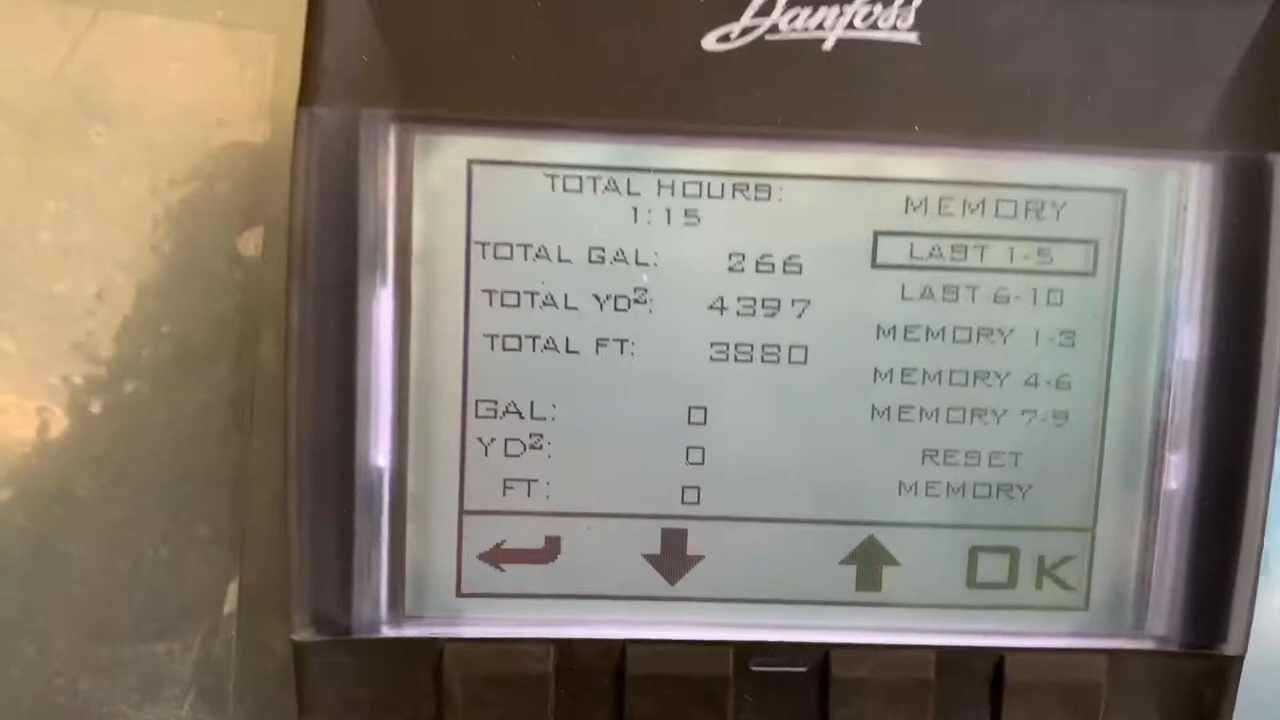 Danfoss
TOTAL HOURS:
1:15
TOTAL GAL: 266
TOTAL YD²: 4397
TOTAL FT: 3880
GAL: 0
YD²: 0
FT: 0
MEMORY
LAST 1-5
LAST 6-10
MEMORY 1-3
MEMORY 4-6
MEMORY 7-9
RESET
MEMORY
OK